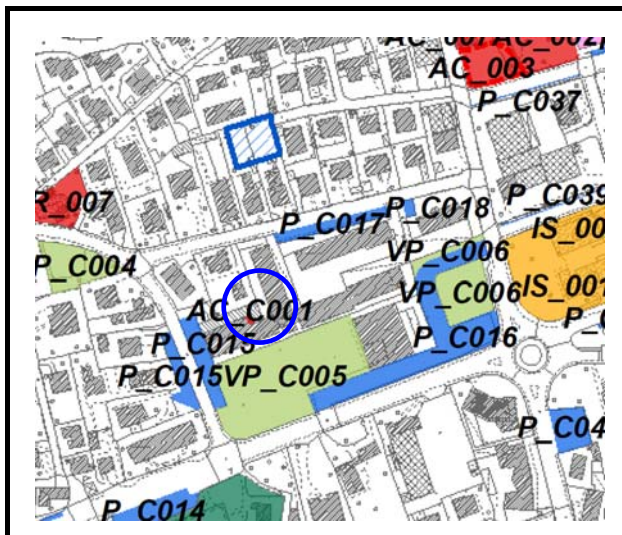 AC_003
P_C037
R_007
P_C017
P_C018
P_C039
IS_00
P_C004
VP_C006
AC_C001
VP_C006
IS_001
P_C015
P_C016
P_C015
VP_C005
P_C04
P_C014